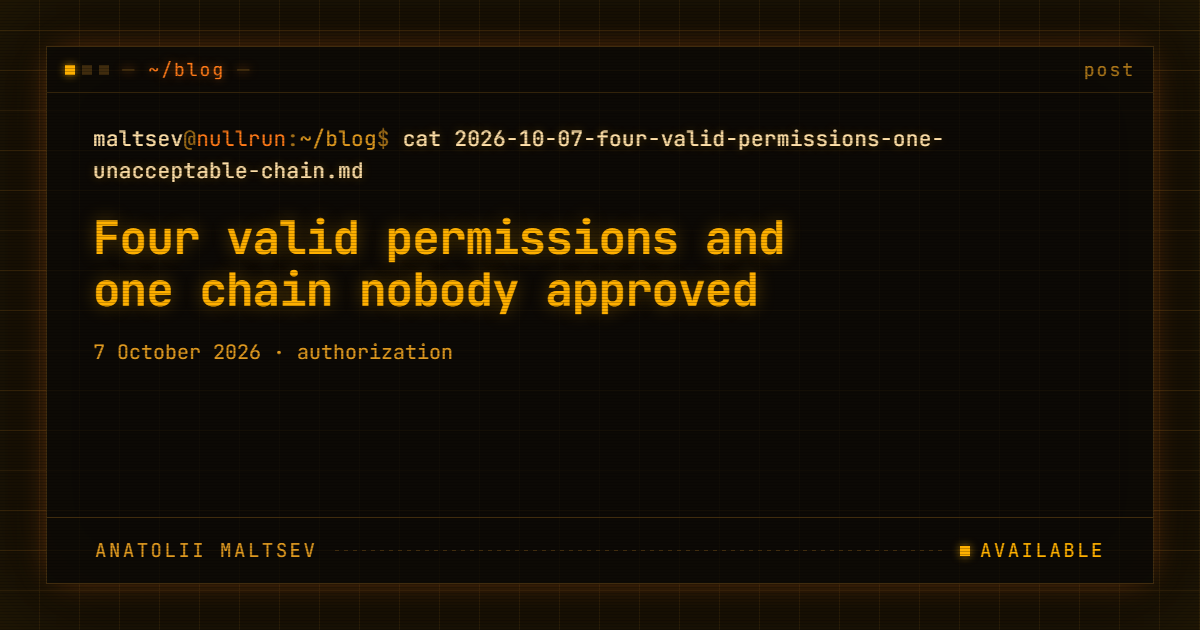 — ~/blog —
post
maltsev@nullrun:~/blog$ cat 2026-10-07-four-valid-permissions-one-
unacceptable-chain.md
Four valid permissions and
one chain nobody approved
7 October 2026 · authorization
ANATOLII MALTSEV
AVAILABLE